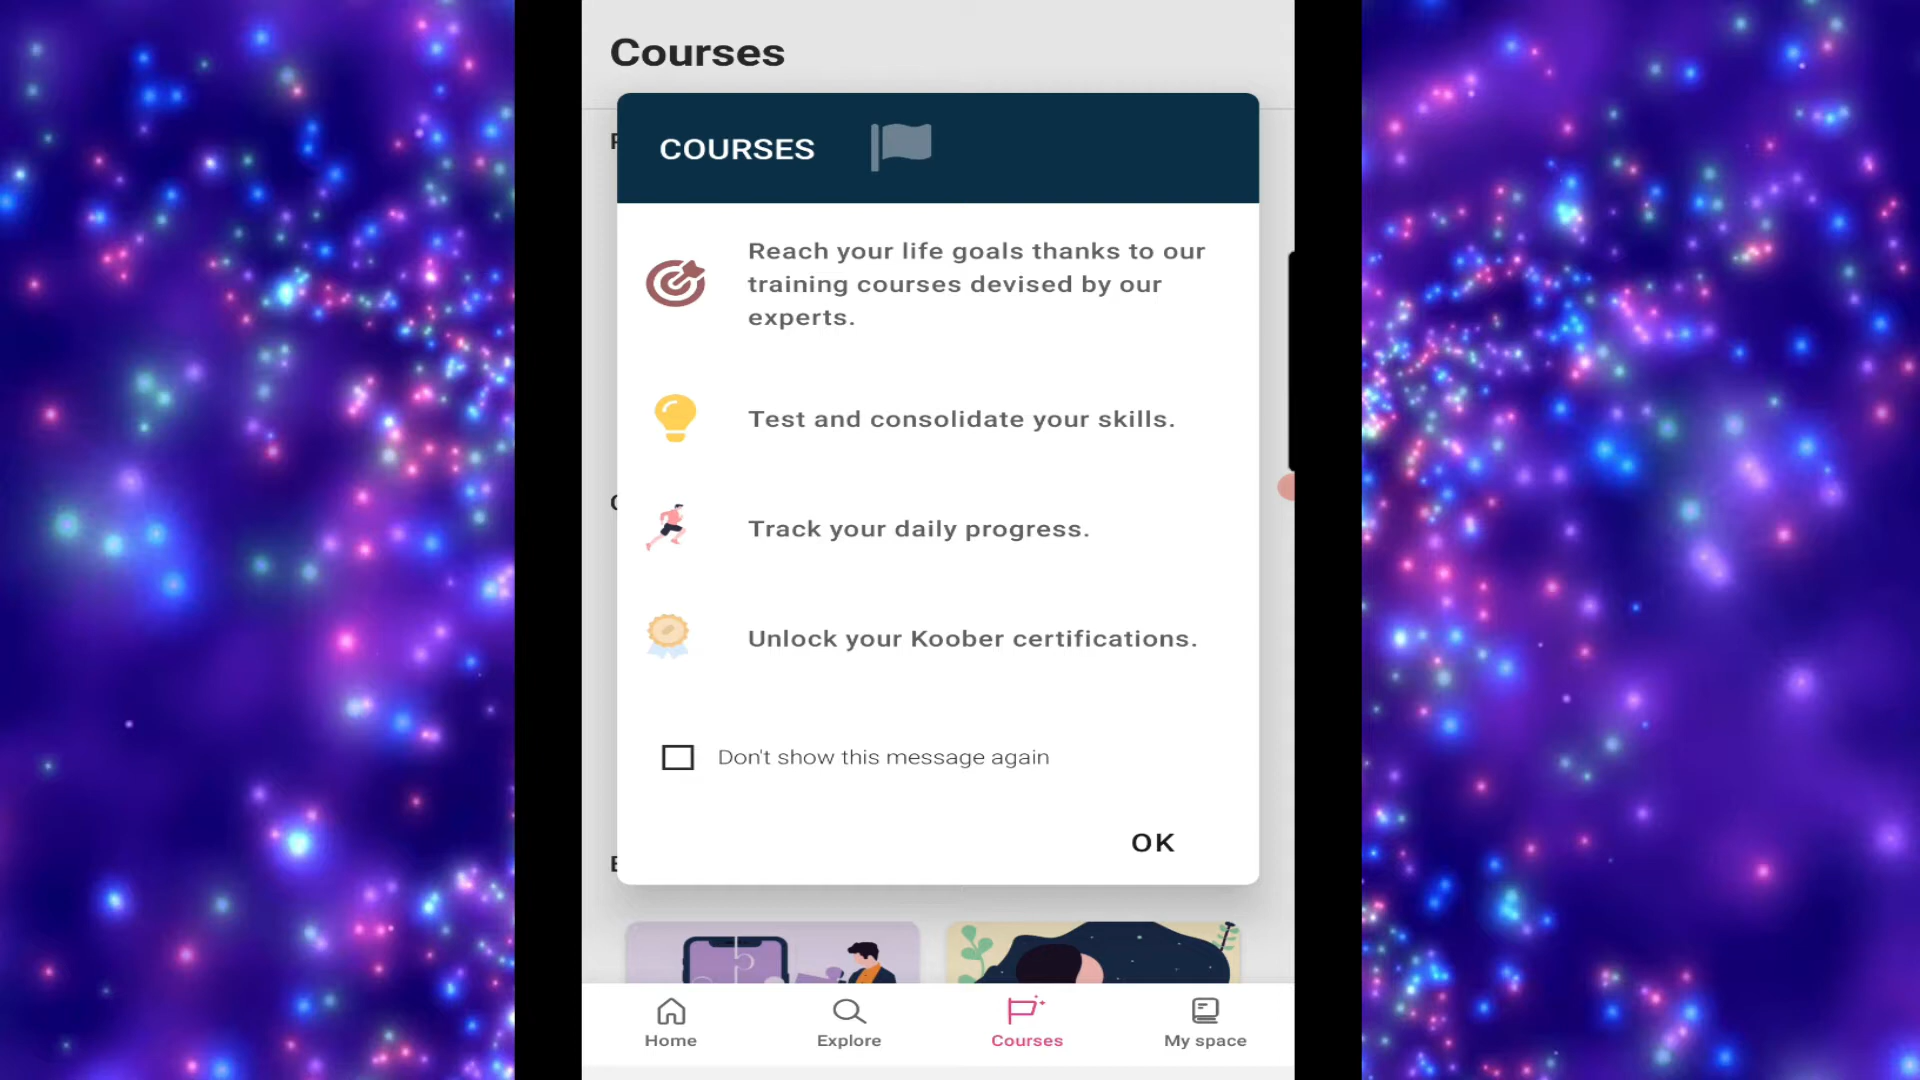 Courses
COURSES
Reach your life goals thanks to our
training courses devised by our
experts.
Test and consolidate your skills.
Track your daily progress.
Unlock your Koober certifications.
Don't show this message again
OK
Home
Explore
Courses
My space